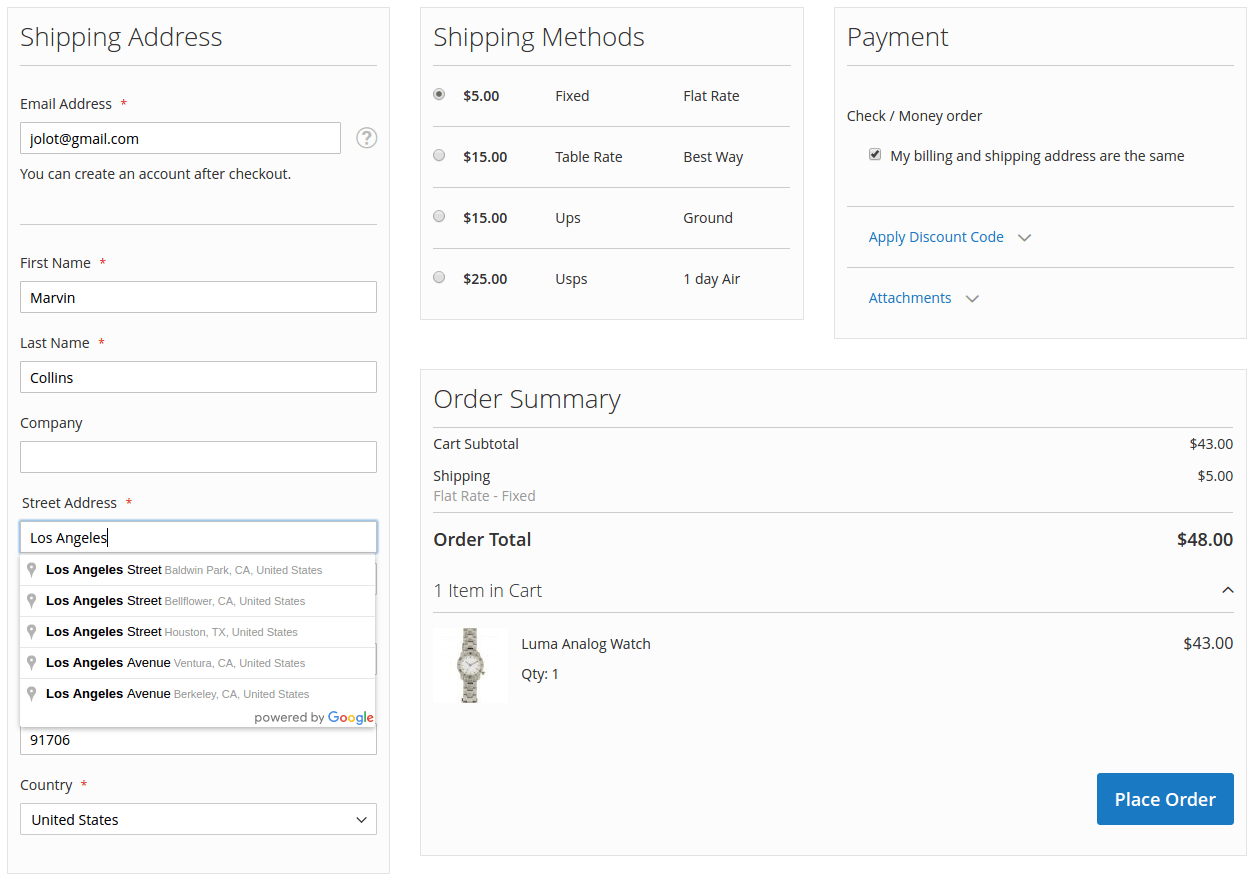 Shipping Address
Email Address *
jolot@gmail.com
?
You can create an account after checkout.
First Name *
Marvin
Last Name *
Collins
Company
Street Address *
Los Angeles
Los Angeles Street Baldwin Park, CA, United States
Los Angeles Street Bellflower, CA, United States
Los Angeles Street Houston, TX, United States
Los Angeles Avenue Ventura, CA, United States
Los Angeles Avenue Berkeley, CA, United States
powered by Google
91706
Country *
United States
Shipping Methods
$5.00 Fixed Flat Rate
$15.00 Table Rate Best Way
$15.00 Ups Ground
$25.00 Usps 1 day Air
Payment
Check / Money order
My billing and shipping address are the same
Apply Discount Code
Attachments
Order Summary
Cart Subtotal $43.00
Shipping $5.00
Flat Rate - Fixed
Order Total $48.00
1 Item in Cart
Luma Analog Watch $43.00
Qty: 1
Place Order